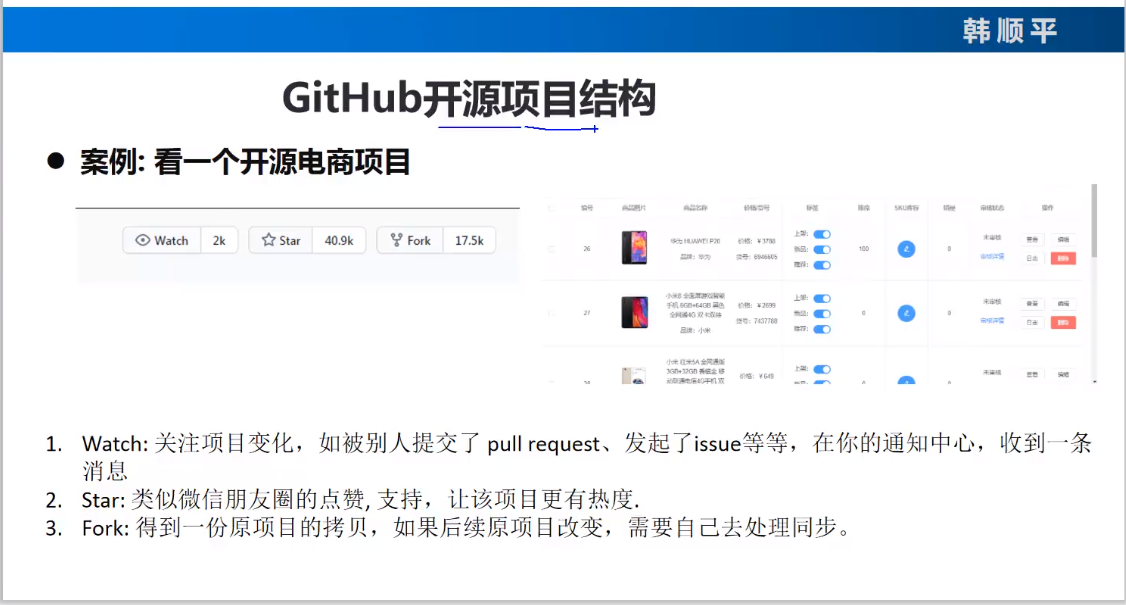 韩顺平
GitHub开源项目结构
● 案例: 看一个开源电商项目
Watch 2k Star 40.9k Fork 17.5k
编号 商品图片 商品名称 价格/货号 标签 排序 SKU库存 销量 审核状态 操作
26 华为 HUAWEI P20 价格：￥3788 上架： 100 0 未审核 查看 编辑
品牌：华为 货号：6946605 新品： 审核详情 日志 删除
推荐：
27 小米8 全面屏游戏智能手机 6GB+64GB 黑色 全网通4G 双卡双待 价格：￥2699 上架： 0 0 未审核 查看 编辑
品牌：小米 货号：7437788 新品： 审核详情 日志 删除
推荐：
小米 红米5A 全网通版 3GB+32GB 香槟金 移动联通电信4G手机 双 价格：￥649 上架： 未审核 查看 编辑
1. Watch: 关注项目变化，如被别人提交了 pull request、发起了issue等等，在你的通知中心，收到一条
消息
2. Star: 类似微信朋友圈的点赞, 支持，让该项目更有热度.
3. Fork: 得到一份原项目的拷贝，如果后续原项目改变，需要自己去处理同步。